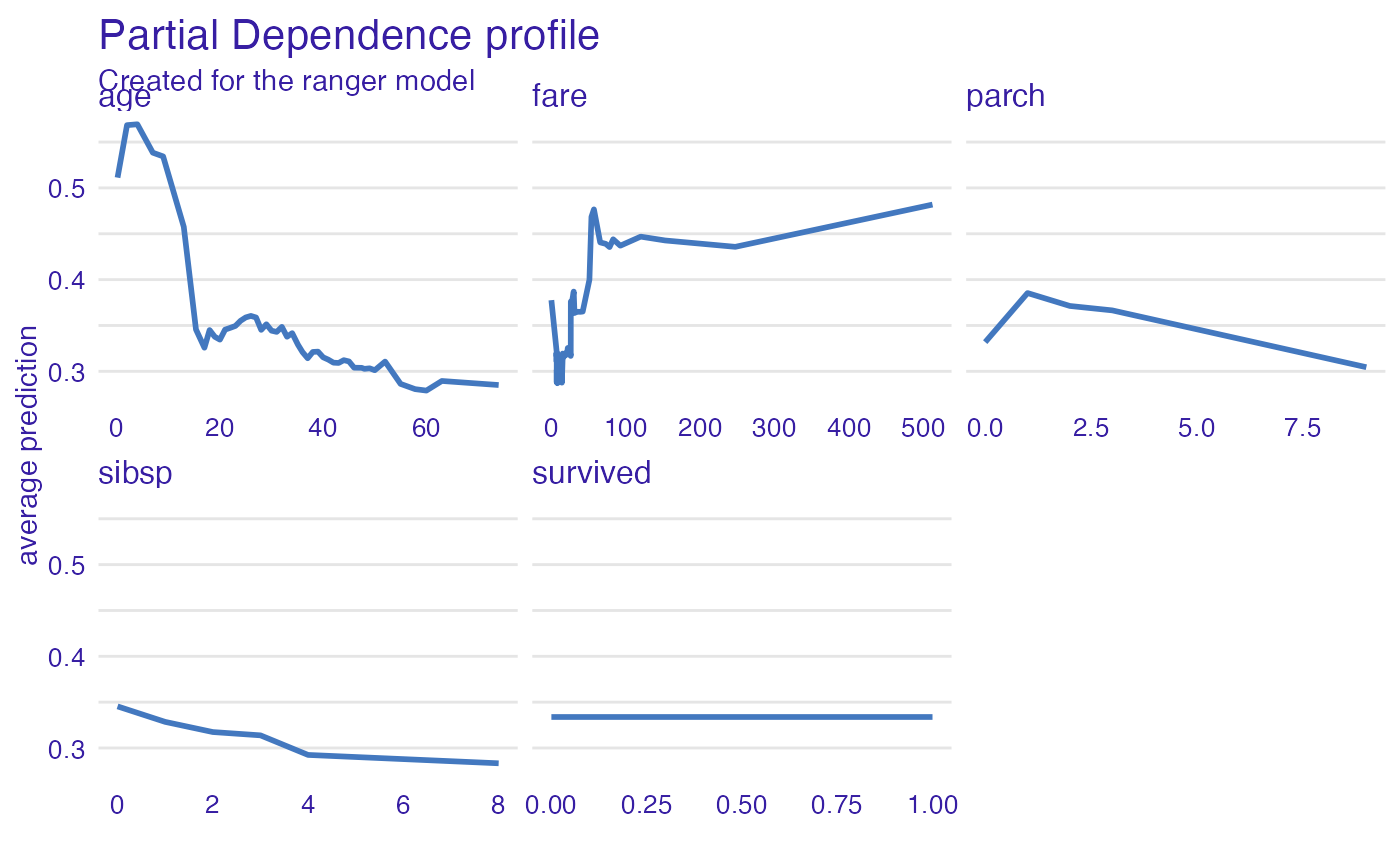 Partial Dependence profile
Created for the ranger model
age
fare
parch
0.5
0.4
0.3
0 20 40 60
0 100 200 300 400 500
0.0 2.5 5.0 7.5
average prediction
sibsp
survived
0.5
0.4
0.3
0 2 4 6 8
0.00 0.25 0.50 0.75 1.00